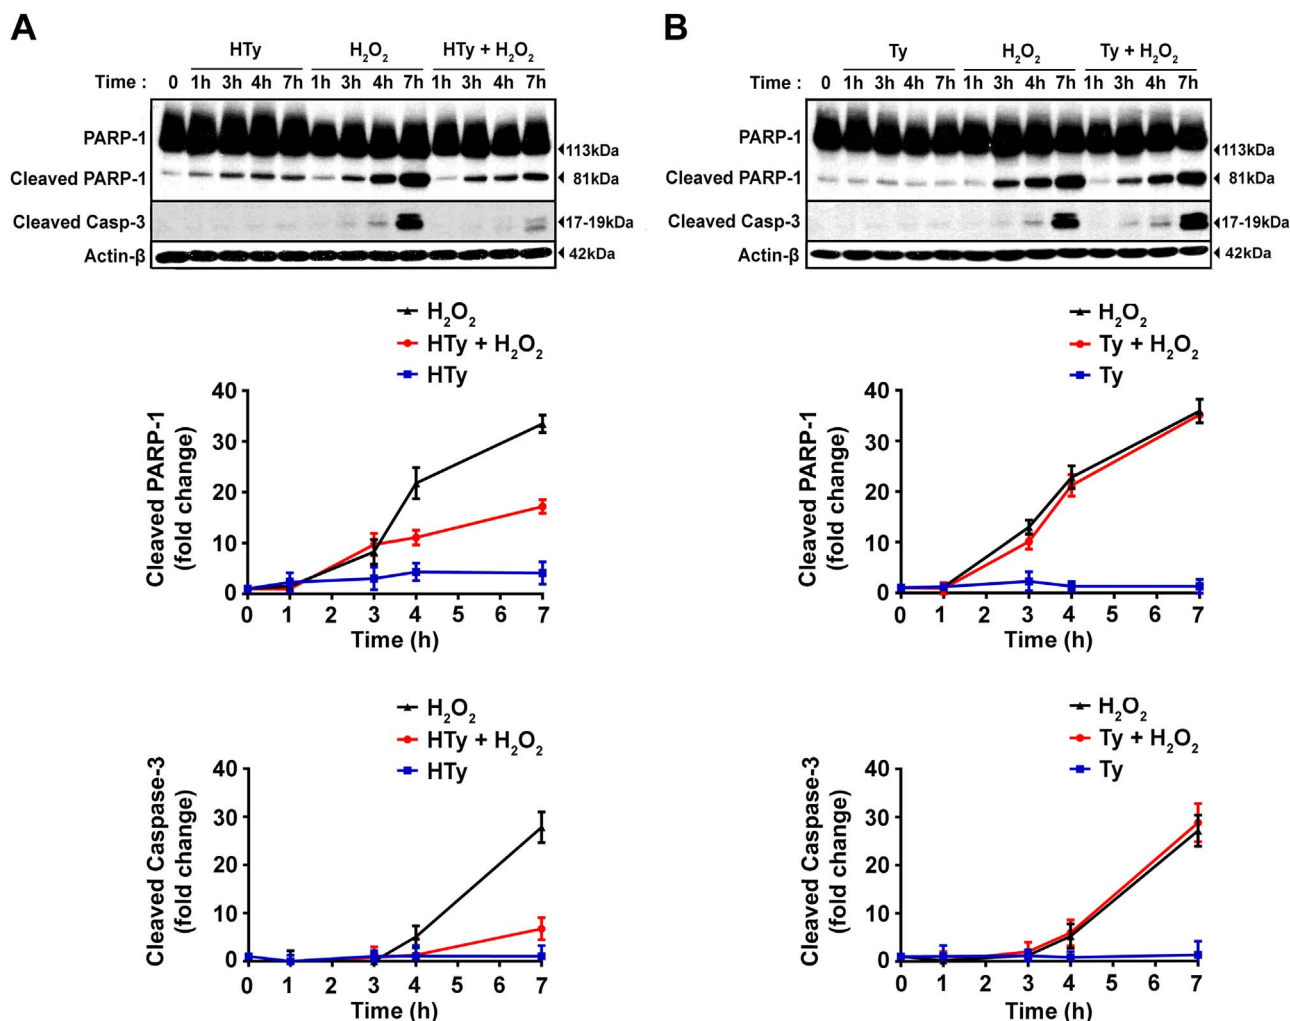 A
HTy H₂O₂ HTy + H₂O₂
Time : 0 1h 3h 4h 7h 1h 3h 4h 7h 1h 3h 4h 7h
PARP-1 113kDa
Cleaved PARP-1 81kDa
Cleaved Casp-3 17-19kDa
Actin-β 42kDa
H₂O₂
HTy + H₂O₂
HTy
Cleaved PARP-1
(fold change)
40
30
20
10
0
0 1 2 3 4 5 6 7
Time (h)
H₂O₂
HTy + H₂O₂
HTy
Cleaved Caspase-3
(fold change)
40
30
20
10
0
0 1 2 3 4 5 6 7
Time (h)
B
Ty H₂O₂ Ty + H₂O₂
Time : 0 1h 3h 4h 7h 1h 3h 4h 7h 1h 3h 4h 7h
PARP-1 113kDa
Cleaved PARP-1 81kDa
Cleaved Casp-3 17-19kDa
Actin-β 42kDa
H₂O₂
Ty + H₂O₂
Ty
Cleaved PARP-1
(fold change)
40
30
20
10
0
0 1 2 3 4 5 6 7
Time (h)
H₂O₂
Ty + H₂O₂
Ty
Cleaved Caspase-3
(fold change)
40
30
20
10
0
0 1 2 3 4 5 6 7
Time (h)